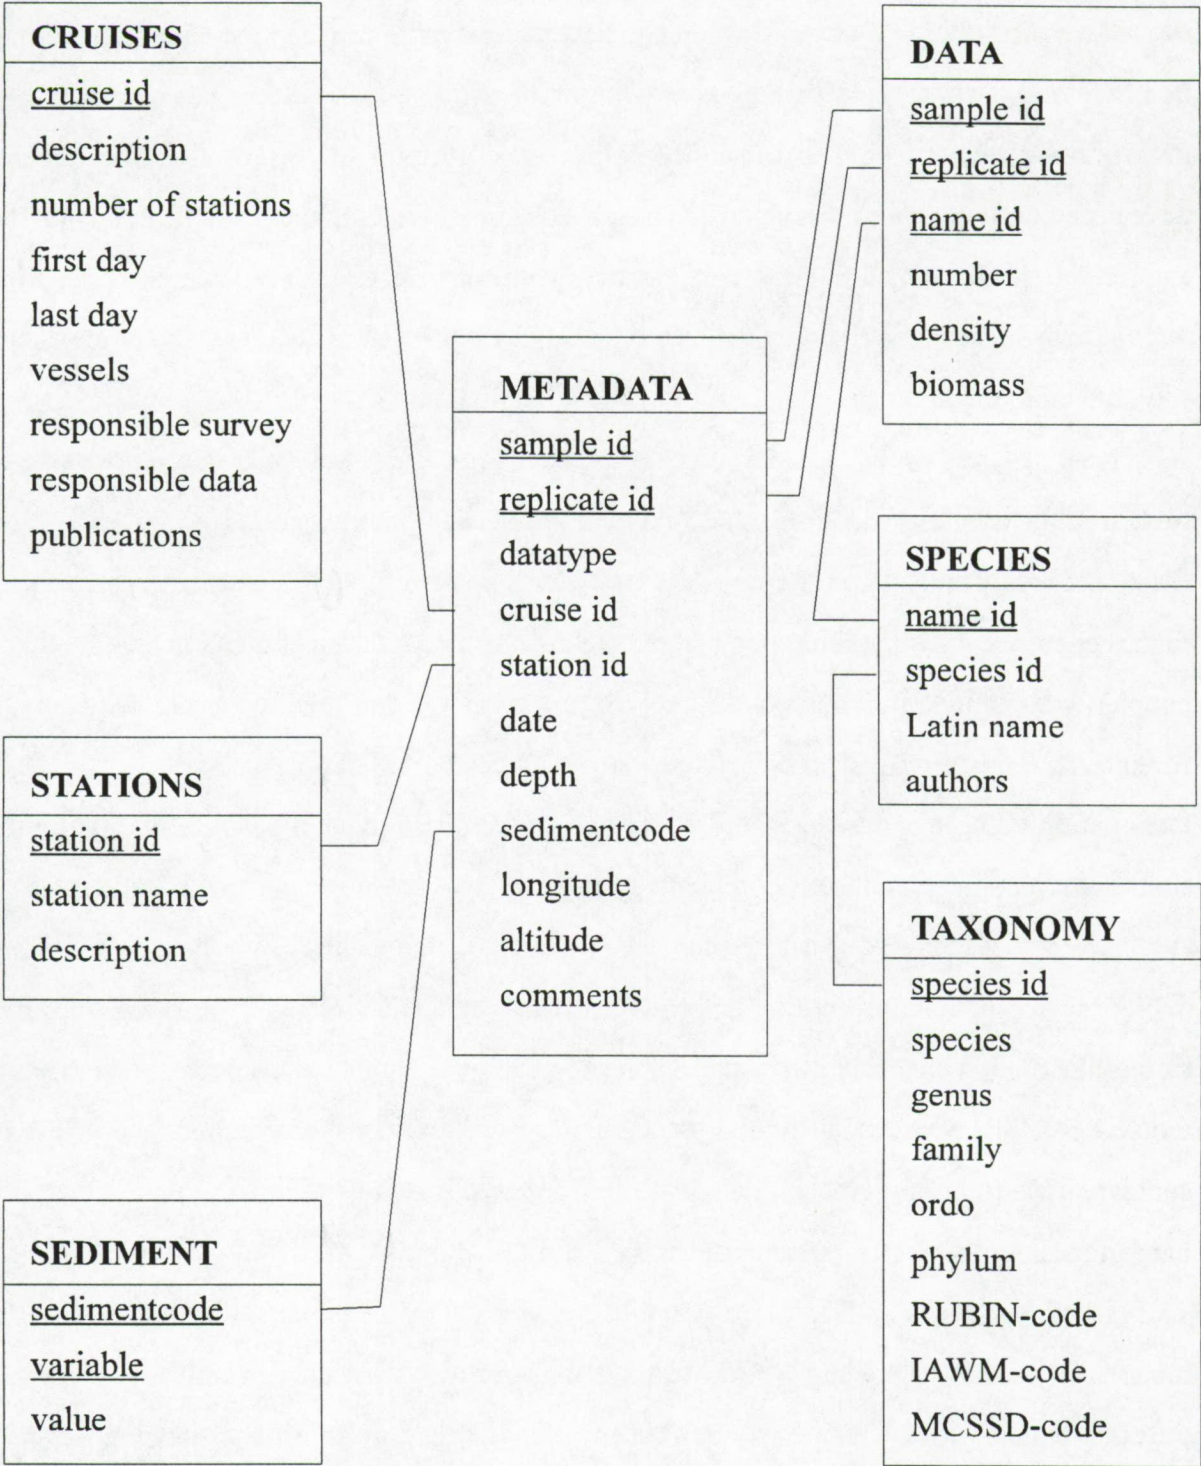 CRUISES
cruise id
description
number of stations
first day
last day
vessels
responsible survey
responsible data
publications
STATIONS
station id
station name
description
SEDIMENT
sedimentcode
variable
value
METADATA
sample id
replicate id
datatype
cruise id
station id
date
depth
sedimentcode
longitude
altitude
comments
DATA
sample id
replicate id
name id
number
density
biomass
SPECIES
name id
species id
Latin name
authors
TAXONOMY
species id
species
genus
family
ordo
phylum
RUBIN-code
IAWM-code
MCSSD-code